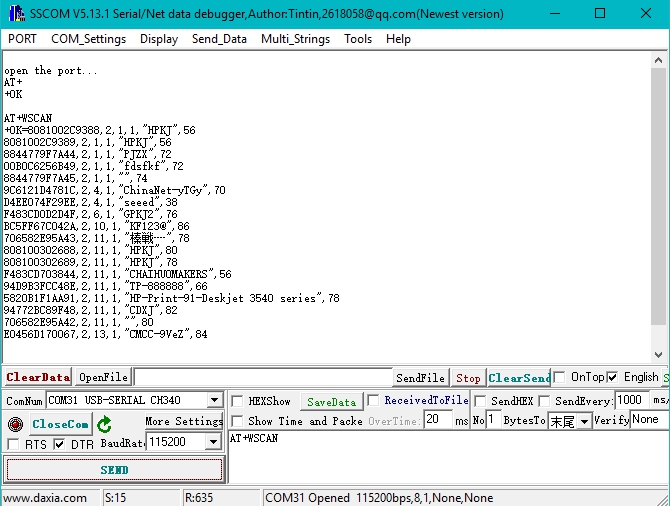 SSCOM V5.13.1 Serial/Net data debugger,Author:Tintin,2618058@qq.com(Newest version)
PORT COM_Settings Display Send_Data Multi_Strings Tools Help
open the port...
AT+
+OK
AT+WSCAN
+OK=8081002C9388,2,1,1,"HPKJ",56
8081002C9389,2,1,1,"HPKJ",56
8844779F7A44,2,1,1,"PJZX",72
00B0C6256B49,2,1,1,"fdsfkf",72
8844779F7A45,2,1,1,"",74
9C6121D4781C,2,4,1,"ChinaNet-yTGy",70
D4EE074F29EE,2,4,1,"seeed",38
F483CD0D2D4F,2,6,1,"GPKJ2",76
BC5FF67C042A,2,10,1,"KF123@",86
706582E95A43,2,11,1,"榛戦┈",78
808100302688,2,11,1,"HPKJ",80
808100302689,2,11,1,"HPKJ",78
F483CD703844,2,11,1,"CHAIHUOMAKERS",56
94D9B3FCC48E,2,11,1,"TP-888888",66
5820B1F1AA91,2,11,1,"HP-Print-91-Deskjet 3540 series",78
94772BC89F48,2,11,1,"CDXJ",82
706582E95A42,2,11,1,"",80
E0456D170067,2,13,1,"CMCC-9VeZ",84
ClearData OpenFile SendFile Stop ClearSend OnTop English S
ComNum COM31 USB-SERIAL CH340 HEXShow SaveData ReceivedToFile SendHEX SendEvery: 1000 ms/
CloseCom More Settings Show Time and Packe OverTime: 20 ms No 1 BytesTo 末尾 Verify None
RTS DTR BaudRat 115200 AT+WSCAN
SEND
www.daxia.com S:15 R:635 COM31 Opened 115200bps,8,1,None,None